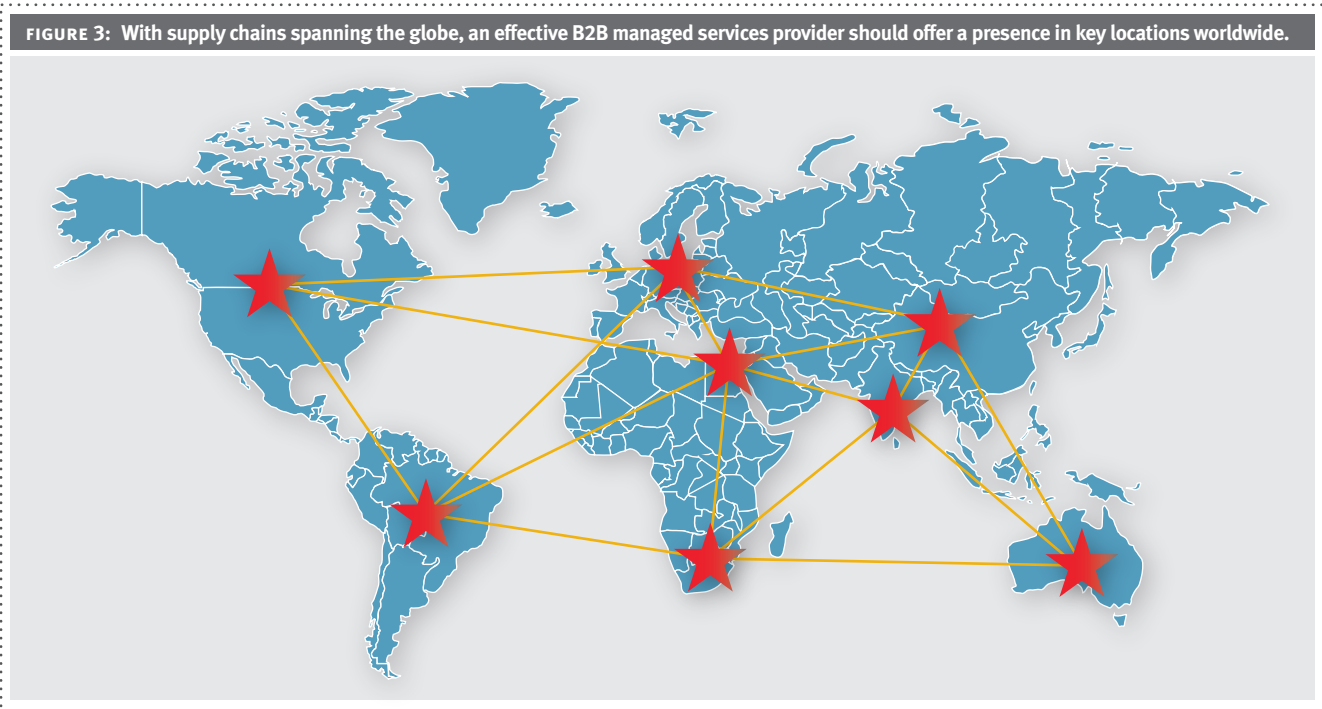 FIGURE 3: With supply chains spanning the globe, an effective B2B managed services provider should offer a presence in key locations worldwide.